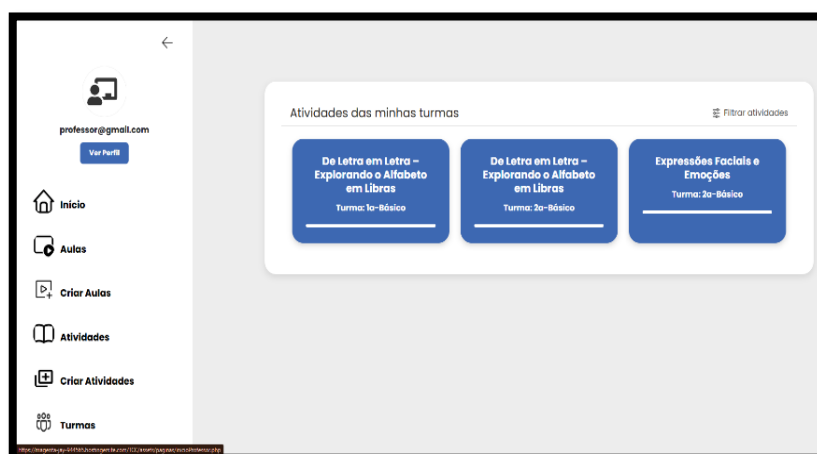 professor@gmail.com
Ver Perfil
Início
Aulas
Criar Aulas
Atividades
Criar Atividades
Turmas
Atividades das minhas turmas
Filtrar atividades
De Letra em Letra –
Explorando o Alfabeto
em Libras
Turma: 1a-Básico
De Letra em Letra –
Explorando o Alfabeto
em Libras
Turma: 2a-Básico
Expressões Faciais e
Emoções
Turma: 2a-Básico